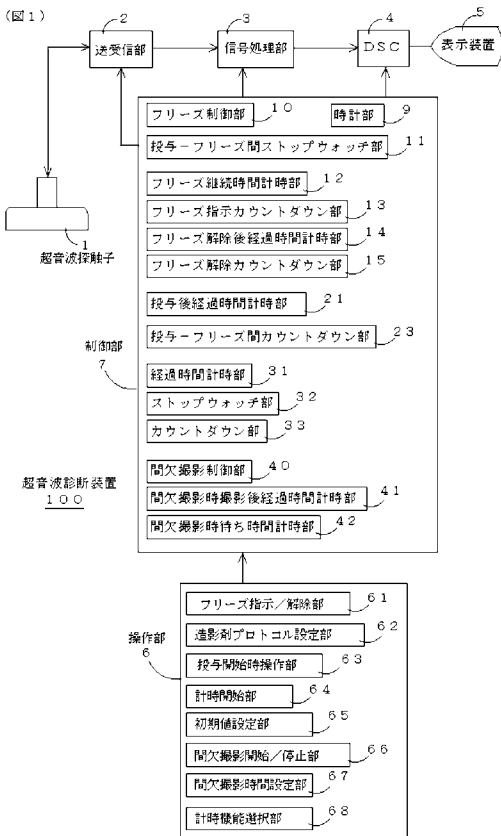 (図1)
2
3
4
5
送受信部
信号処理部
DSC
表示装置
フリーズ制御部
10
時計部
9
投与-フリーズ間ストップウォッチ部
11
フリーズ継続時間計時部
12
フリーズ指示カウントダウン部
13
フリーズ解除後経過時間計時部
14
フリーズ解除カウントダウン部
15
1
超音波探触子
投与後経過時間計時部
21
投与-フリーズ間カウントダウン部
23
制御部
7
経過時間計時部
31
ストップウォッチ部
32
カウントダウン部
33
超音波診断装置
100
間欠撮影制御部
40
間欠撮影時撮影後経過時間計時部
41
間欠撮影時待ち時間計時部
42
操作部
6
フリーズ指示/解除部
61
造影剤プロトコル設定部
62
投与開始時操作部
63
計時開始部
64
初期値設定部
65
間欠撮影開始/停止部
66
間欠撮影時間設定部
67
計時機能選択部
68